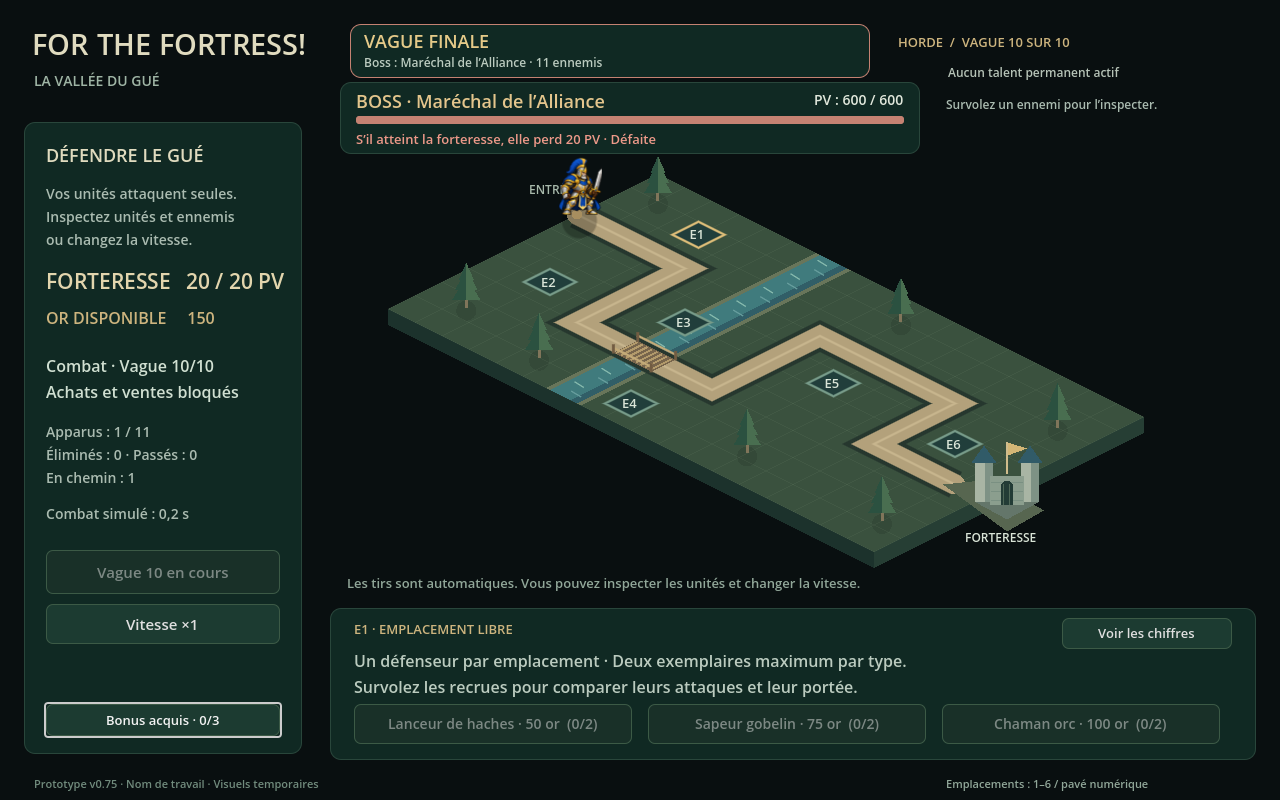 FOR THE FORTRESS!
LA VALLÉE DU GUÉ
VAGUE FINALE
Boss : Maréchal de l’Alliance · 11 ennemis
HORDE / VAGUE 10 SUR 10
Aucun talent permanent actif
Survolez un ennemi pour l’inspecter.
BOSS · Maréchal de l’Alliance
PV : 600 / 600
S’il atteint la forteresse, elle perd 20 PV · Défaite
DÉFENDRE LE GUÉ
Vos unités attaquent seules.
Inspectez unités et ennemis
ou changez la vitesse.
FORTERESSE 20 / 20 PV
OR DISPONIBLE 150
Combat · Vague 10/10
Achats et ventes bloqués
Apparus : 1 / 11
Éliminés : 0 · Passés : 0
En chemin : 1
Combat simulé : 0,2 s
Vague 10 en cours
Vitesse ×1
Bonus acquis · 0/3
E1
E2
E3
E4
E5
E6
FORTERESSE
Les tirs sont automatiques. Vous pouvez inspecter les unités et changer la vitesse.
E1 · EMPLACEMENT LIBRE
Voir les chiffres
Un défenseur par emplacement · Deux exemplaires maximum par type.
Survolez les recrues pour comparer leurs attaques et leur portée.
Lanceur de haches · 50 or (0/2)
Sapeur gobelin · 75 or (0/2)
Chaman orc · 100 or (0/2)
Prototype v0.75 · Nom de travail · Visuels temporaires
Emplacements : 1–6 / pavé numérique